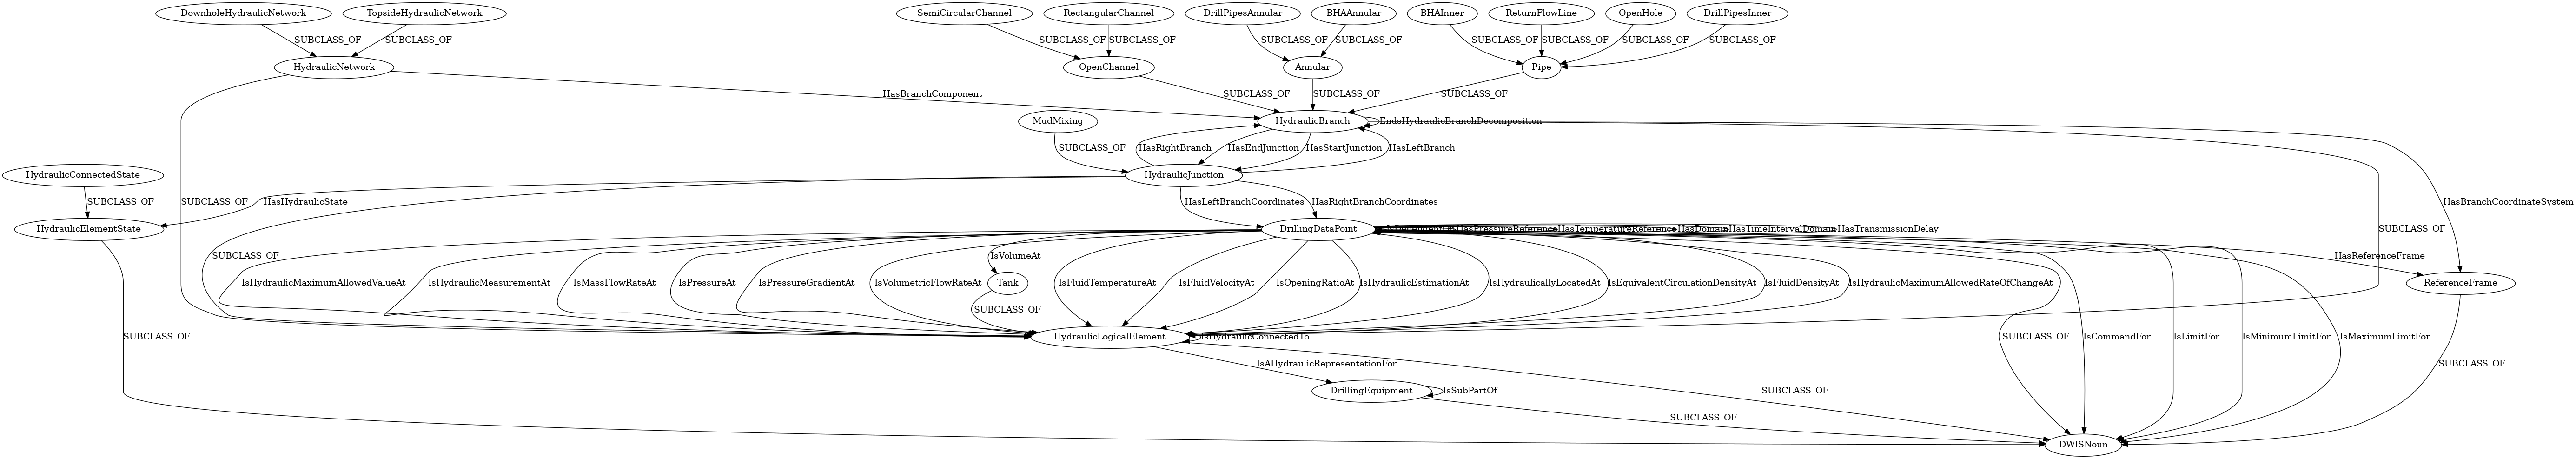 DownholeHydraulicNetwork
TopsideHydraulicNetwork
SemiCircularChannel
RectangularChannel
DrillPipesAnnular
BHAAnnular
BHAInner
ReturnFlowLine
OpenHole
DrillPipesInner
SUBCLASS_OF
SUBCLASS_OF
SUBCLASS_OF
SUBCLASS_OF
SUBCLASS_OF
SUBCLASS_OF
SUBCLASS_OF
SUBCLASS_OF
SUBCLASS_OF
SUBCLASS_OF
HydraulicNetwork
OpenChannel
Annular
Pipe
HasBranchComponent
SUBCLASS_OF
SUBCLASS_OF
SUBCLASS_OF
MudMixing
HydraulicBranch
EndsHydraulicBranchDecomposition
SUBCLASS_OF
HasRightBranch
HasEndJunction
HasStartJunction
HasLeftBranch
HydraulicConnectedState
HydraulicJunction
SUBCLASS_OF
SUBCLASS_OF
HasHydraulicState
HasLeftBranchCoordinates
HasRightBranchCoordinates
HasBranchCoordinateSystem
HydraulicElementState
DrillingDataPoint
HasPressureReference
HasTemperatureReference
HasDomain
HasTimeIntervalDomain
HasTransmissionDelay
SUBCLASS_OF
SUBCLASS_OF
IsVolumeAt
HasReferenceFrame
IsHydraulicMaximumAllowedValueAt
IsHydraulicMeasurementAt
IsMassFlowRateAt
IsPressureAt
IsPressureGradientAt
IsVolumetricFlowRateAt
Tank
IsFluidTemperatureAt
IsFluidVelocityAt
IsOpeningRatioAt
IsHydraulicEstimationAt
IsHydraulicallyLocatedAt
IsEquivalentCirculationDensityAt
IsFluidDensityAt
IsHydraulicMaximumAllowedRateOfChangeAt
ReferenceFrame
SUBCLASS_OF
SUBCLASS_OF
HydraulicLogicalElement
IsHydraulicConnectedTo
SUBCLASS_OF
IsCommandFor
IsLimitFor
IsMinimumLimitFor
IsMaximumLimitFor
IsAHydraulicRepresentationFor
SUBCLASS_OF
DrillingEquipment
IsSubPartOf
SUBCLASS_OF
SUBCLASS_OF
DWISNoun